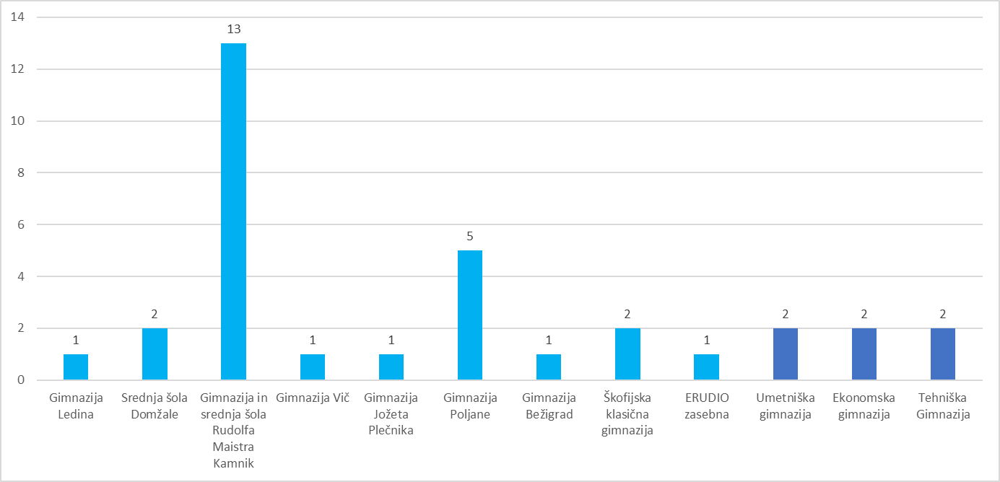 14
12
10
8
6
4
2
0
1
2
13
1
1
5
1
2
1
2
2
2
Gimnazija
Ledina
Srednja šola
Domžale
Gimnazija in
srednja šola
Rudolfa
Maistra
Kamnik
Gimnazija Vič
Gimnazija
Jožeta
Plečnika
Gimnazija
Poljane
Gimnazija
Bežigrad
Škofijska
klasična
gimnazija
ERUDIO
zasebna
Umetniška
gimnazija
Ekonomska
gimnazija
Tehniška
Gimnazija